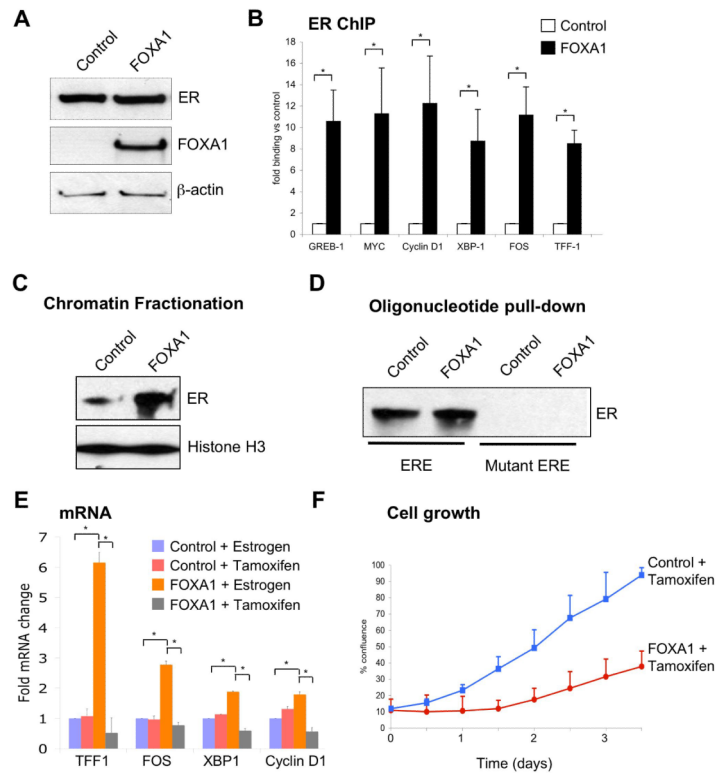 A
Control
FOXA1
ER
FOXA1
β-actin
B
ER ChIP
Control
FOXA1
fold binding vs control
18
16
14
12
10
8
6
4
2
0
* * * * * *
GREB-1 MYC Cyclin D1 XBP-1 FOS TFF-1
C
Chromatin Fractionation
Control
FOXA1
ER
Histone H3
D
Oligonucleotide pull-down
Control
FOXA1
Control
FOXA1
ER
ERE Mutant ERE
E
mRNA
Control + Estrogen
Control + Tamoxifen
FOXA1 + Estrogen
FOXA1 + Tamoxifen
Fold mRNA change
7
6
5
4
3
2
1
0
* * * * * * * *
TFF1 FOS XBP1 Cyclin D1
F
Cell growth
% confluence
100
90
80
70
60
50
40
30
20
10
0
0 1 2 3
Time (days)
Control +
Tamoxifen
FOXA1 +
Tamoxifen